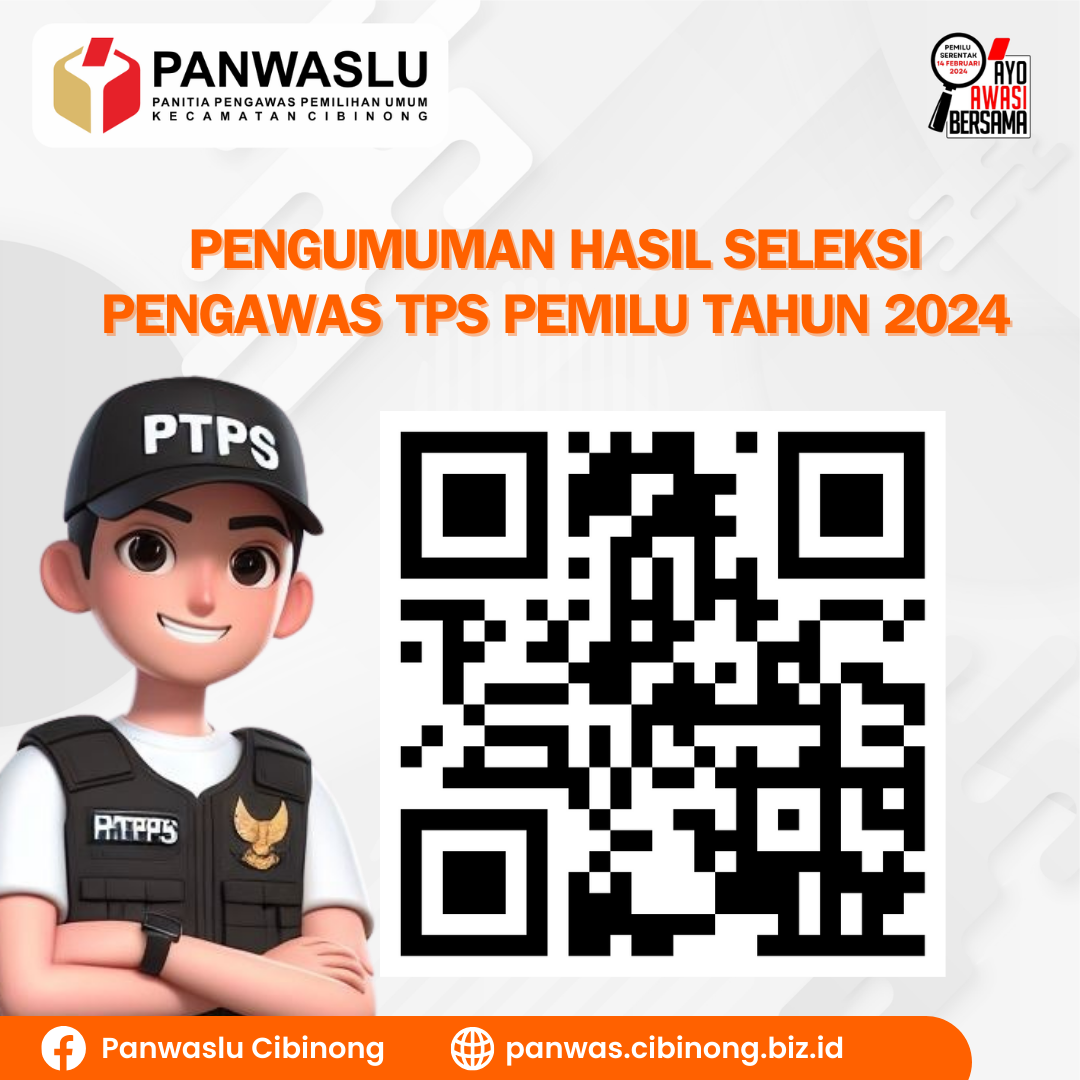 PANWASLU
PANITIA PENGAWAS PEMILIHAN UMUM
KECAMATAN CIBINONG
PEMILU
SERENTAK
14 FEBRUARI
2024
AYO
AWASI
BERSAMA
PENGUMUMAN HASIL SELEKSI
PENGAWAS TPS PEMILU TAHUN 2024
PTPS
Panwaslu Cibinong
panwas.cibinong.biz.id